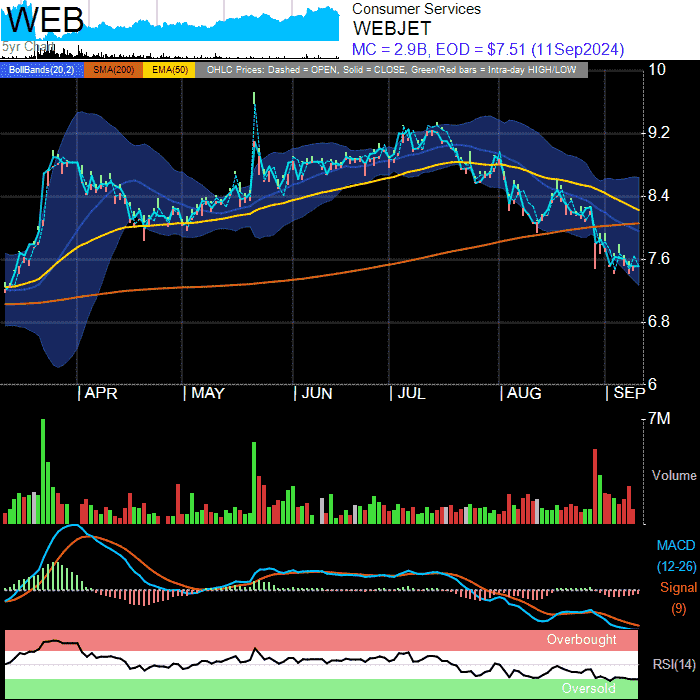 WEB
5yr Chart
Consumer Services
WEBJET
MC = 2.9B, EOD = $7.51 (11Sep2024)
BollBands(20,2) SMA(200) EMA(50) OHLC Prices: Dashed = OPEN, Solid = CLOSE, Green/Red bars = Intra-day HIGH/LOW
10
9.2
8.4
7.6
6.8
6
APR MAY JUN JUL AUG SEP
7M
Volume
MACD
(12-26)
Signal
(9)
Overbought
RSI(14)
Oversold